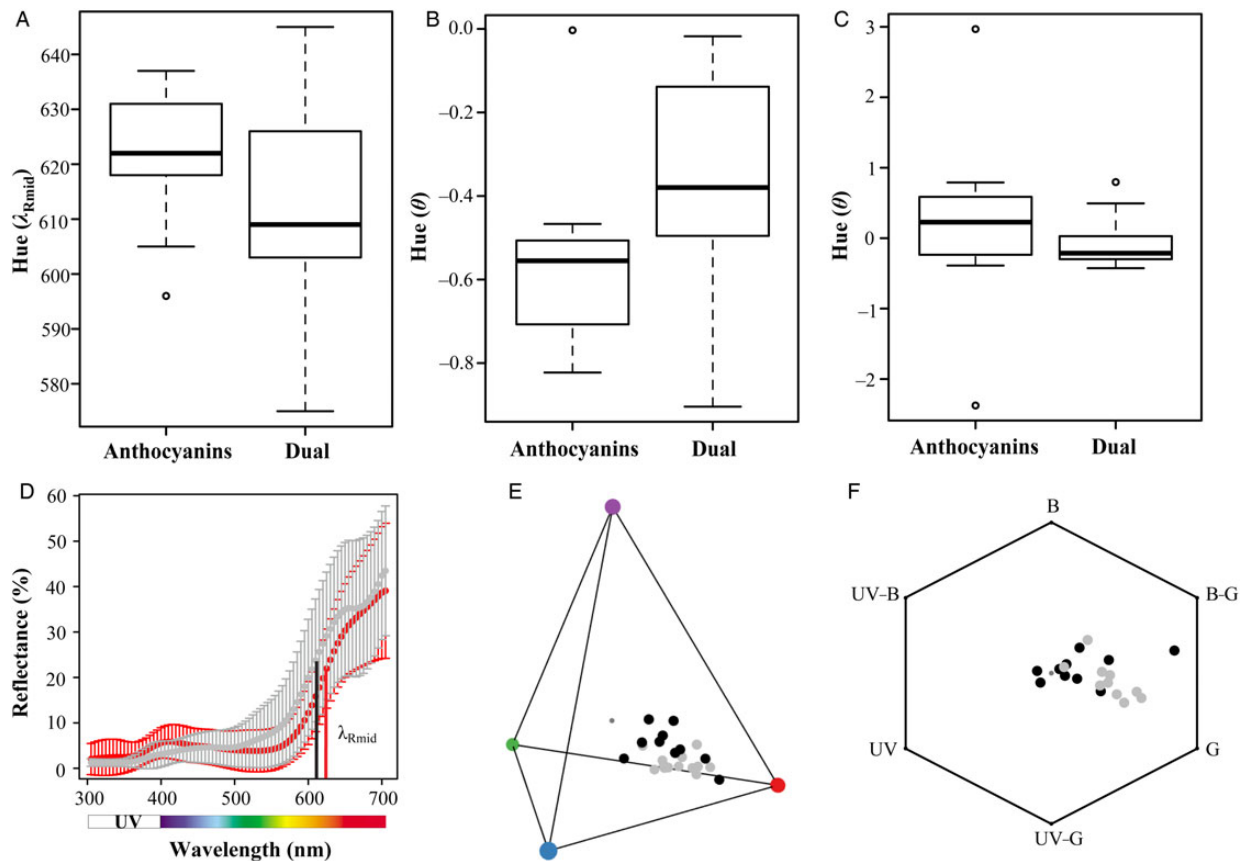 A
Hue (λRmid)
640
630
620
610
600
590
580
Anthocyanins
Dual
B
Hue (θ)
0.0
−0.2
−0.4
−0.6
−0.8
Anthocyanins
Dual
C
Hue (θ)
3
2
1
0
−1
−2
Anthocyanins
Dual
D
Reflectance (%)
60
50
40
30
20
10
0
λRmid
300
400
500
600
700
UV
Wavelength (nm)
E
F
B
UV–B
B-G
UV
G
UV–G